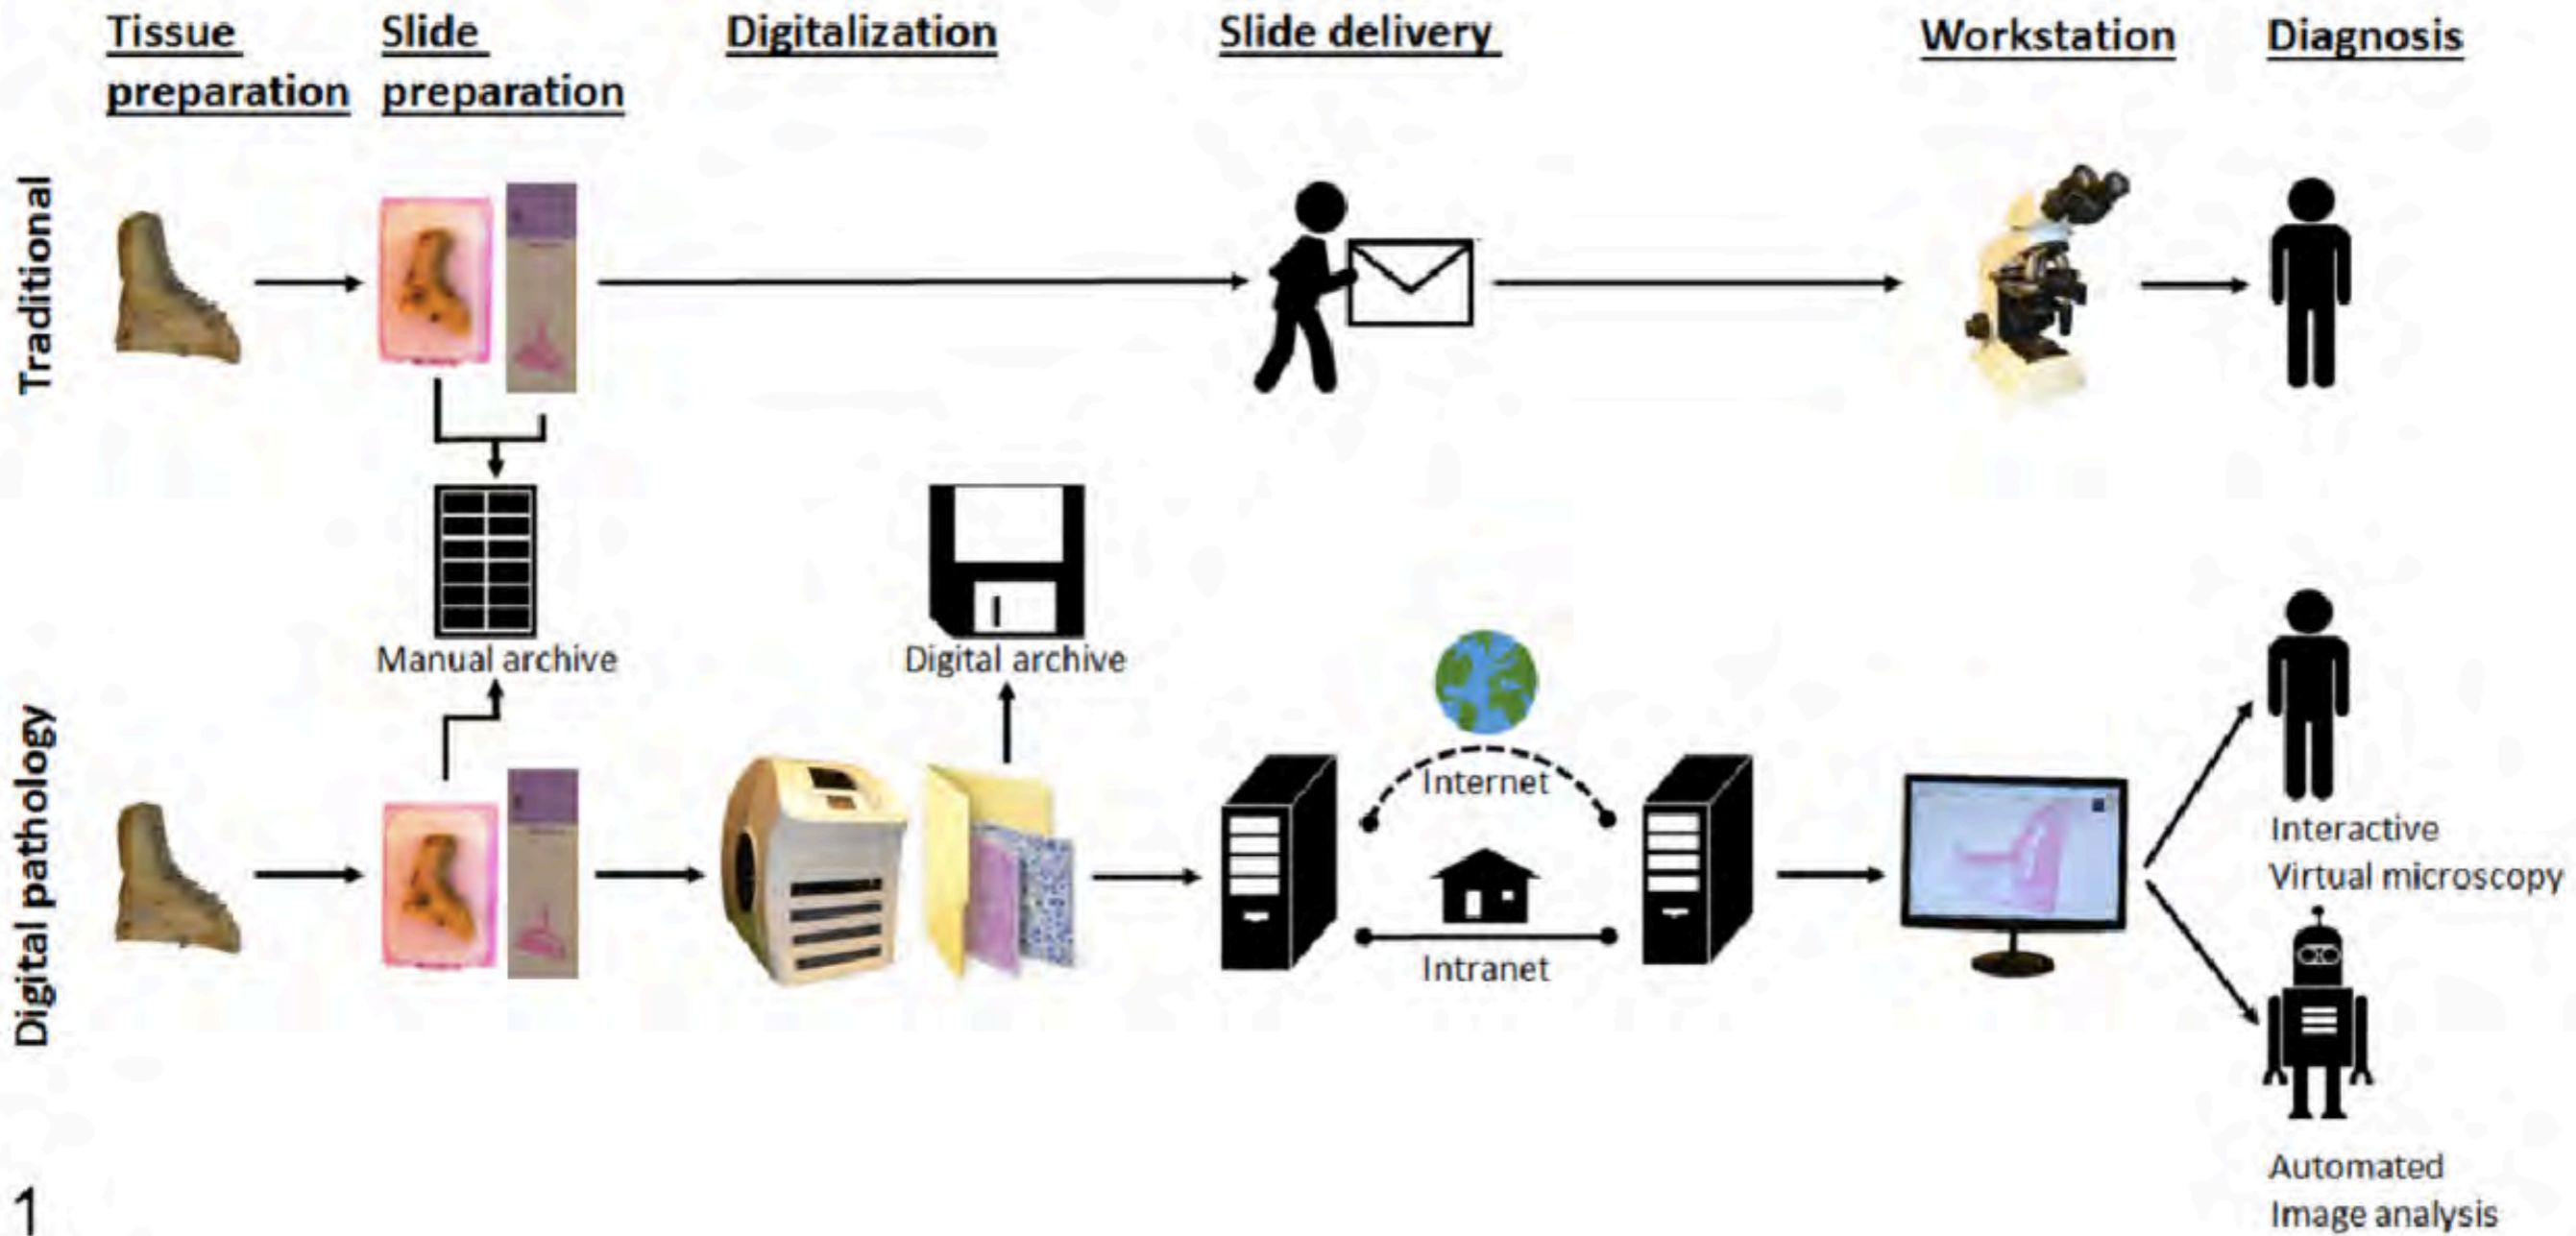 Tissue
preparation
Slide
preparation
Digitalization
Slide delivery
Workstation
Diagnosis
Traditional
Manual archive
Digital archive
Digital pathology
Internet
Intranet
Interactive
Virtual microscopy
Automated
Image analysis
1